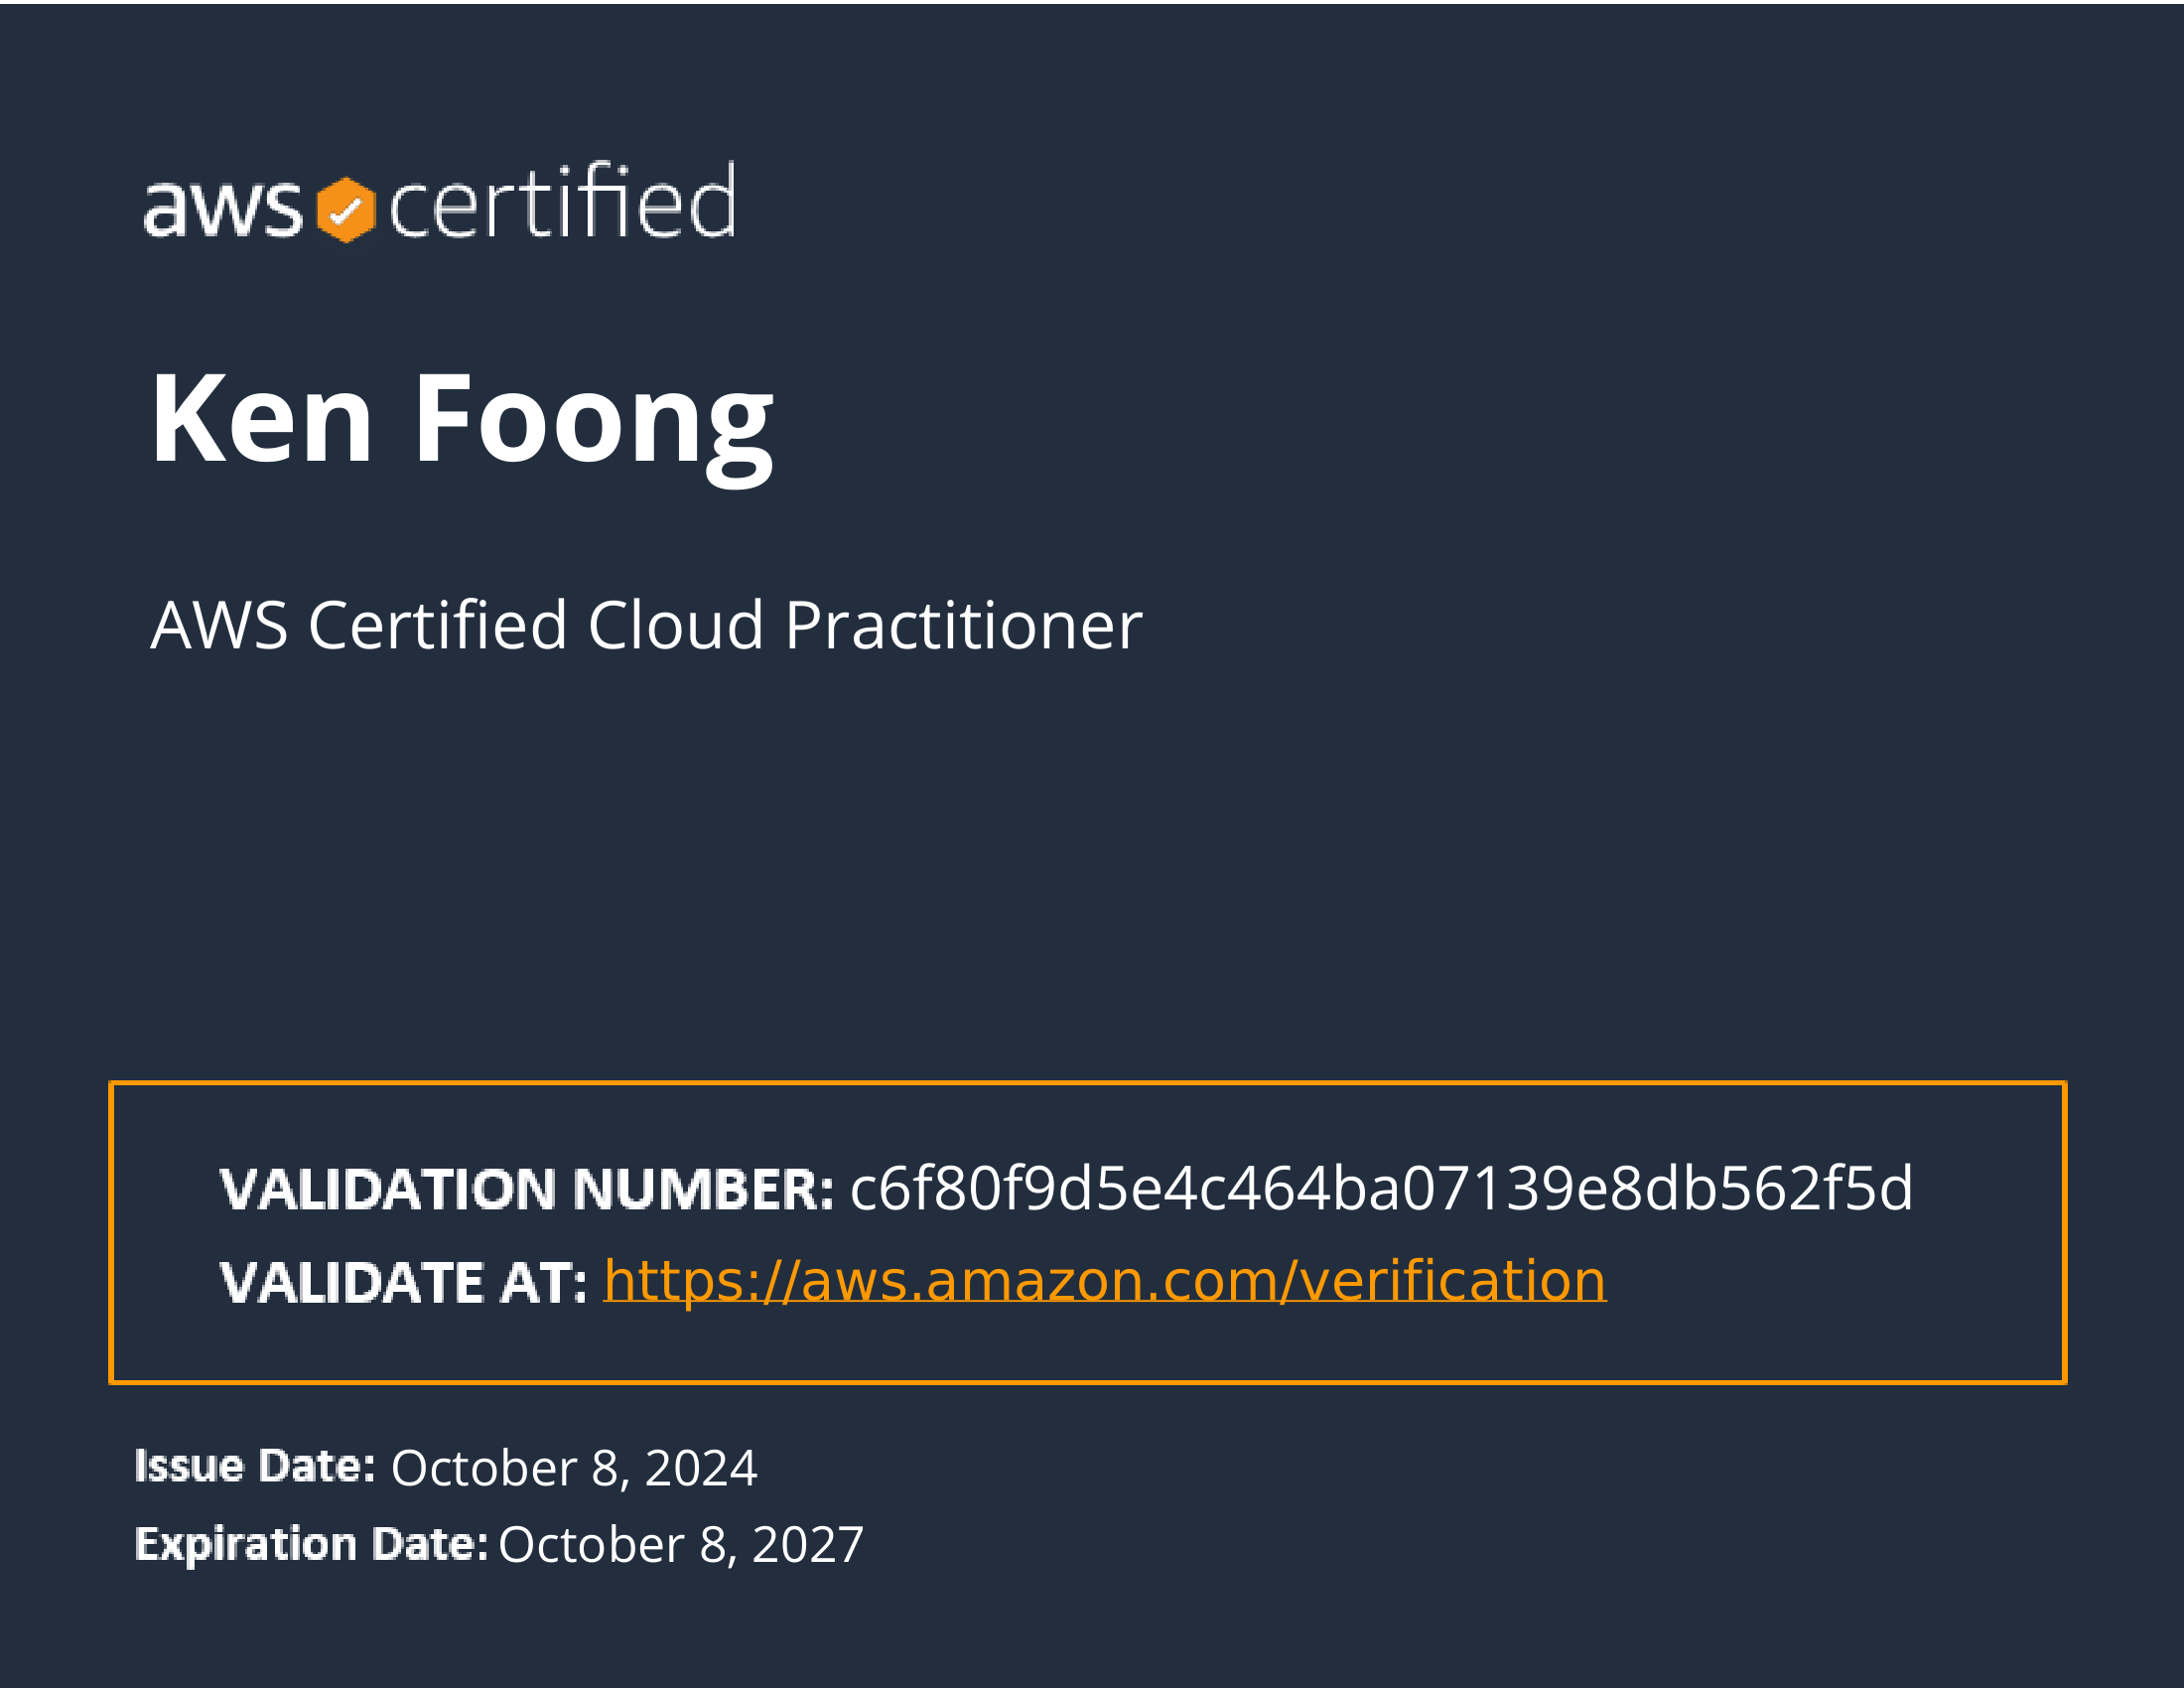 aws certified
Ken Foong
AWS Certified Cloud Practitioner
VALIDATION NUMBER: c6f80f9d5e4c464ba07139e8db562f5d
VALIDATE AT: https://aws.amazon.com/verification
Issue Date: October 8, 2024
Expiration Date: October 8, 2027